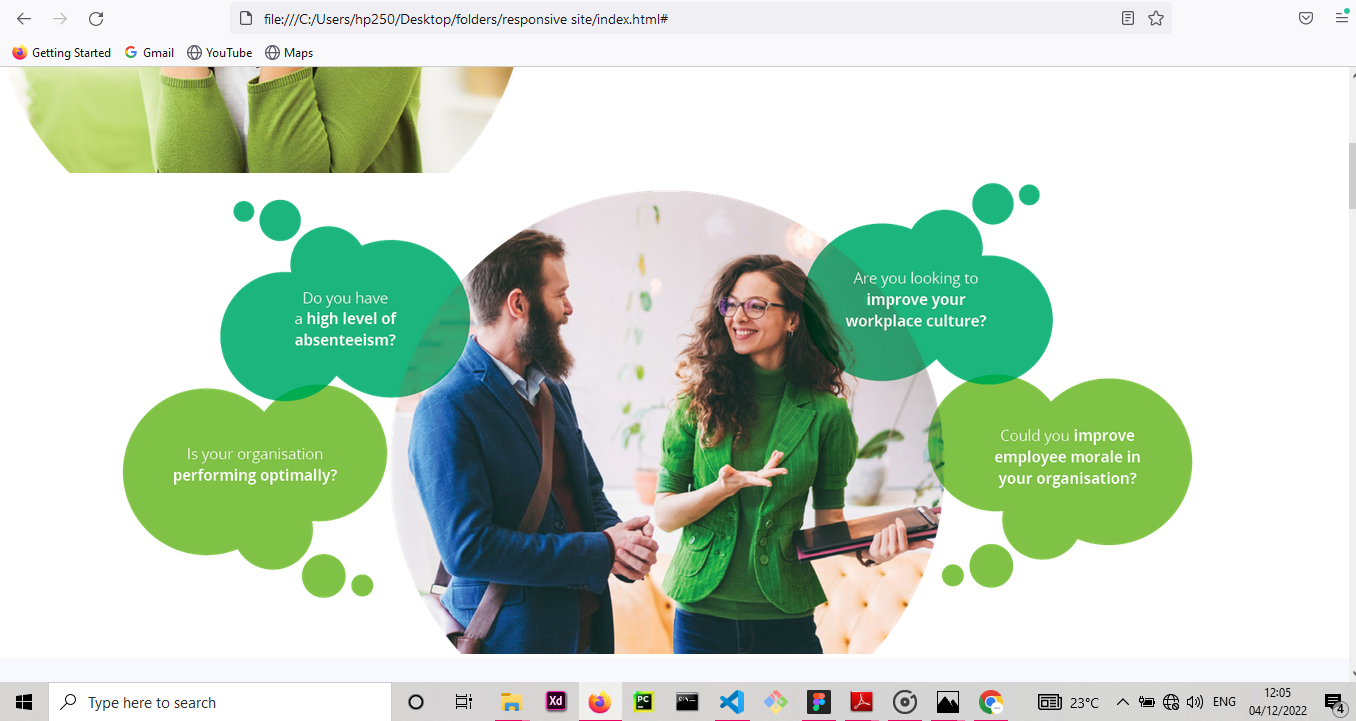 file:///C:/Users/hp250/Desktop/folders/responsive site/index.html#
Getting Started
Gmail
YouTube
Maps
Do you have
a high level of
absenteeism?
Are you looking to
improve your
workplace culture?
Is your organisation
performing optimally?
Could you improve
employee morale in
your organisation?
Type here to search
Xd
PC
23°C
ENG
12:05
04/12/2022
4